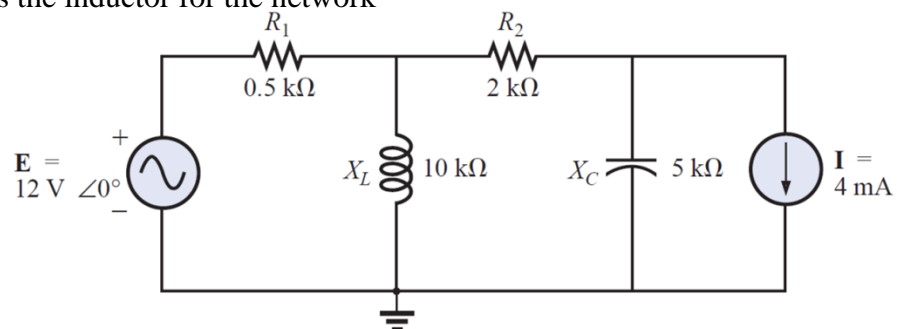 s the inductor for the network
R1
R2
0.5 kΩ
2 kΩ
+
E =
12 V ∠0°
−
XL
10 kΩ
XC
5 kΩ
I =
4 mA